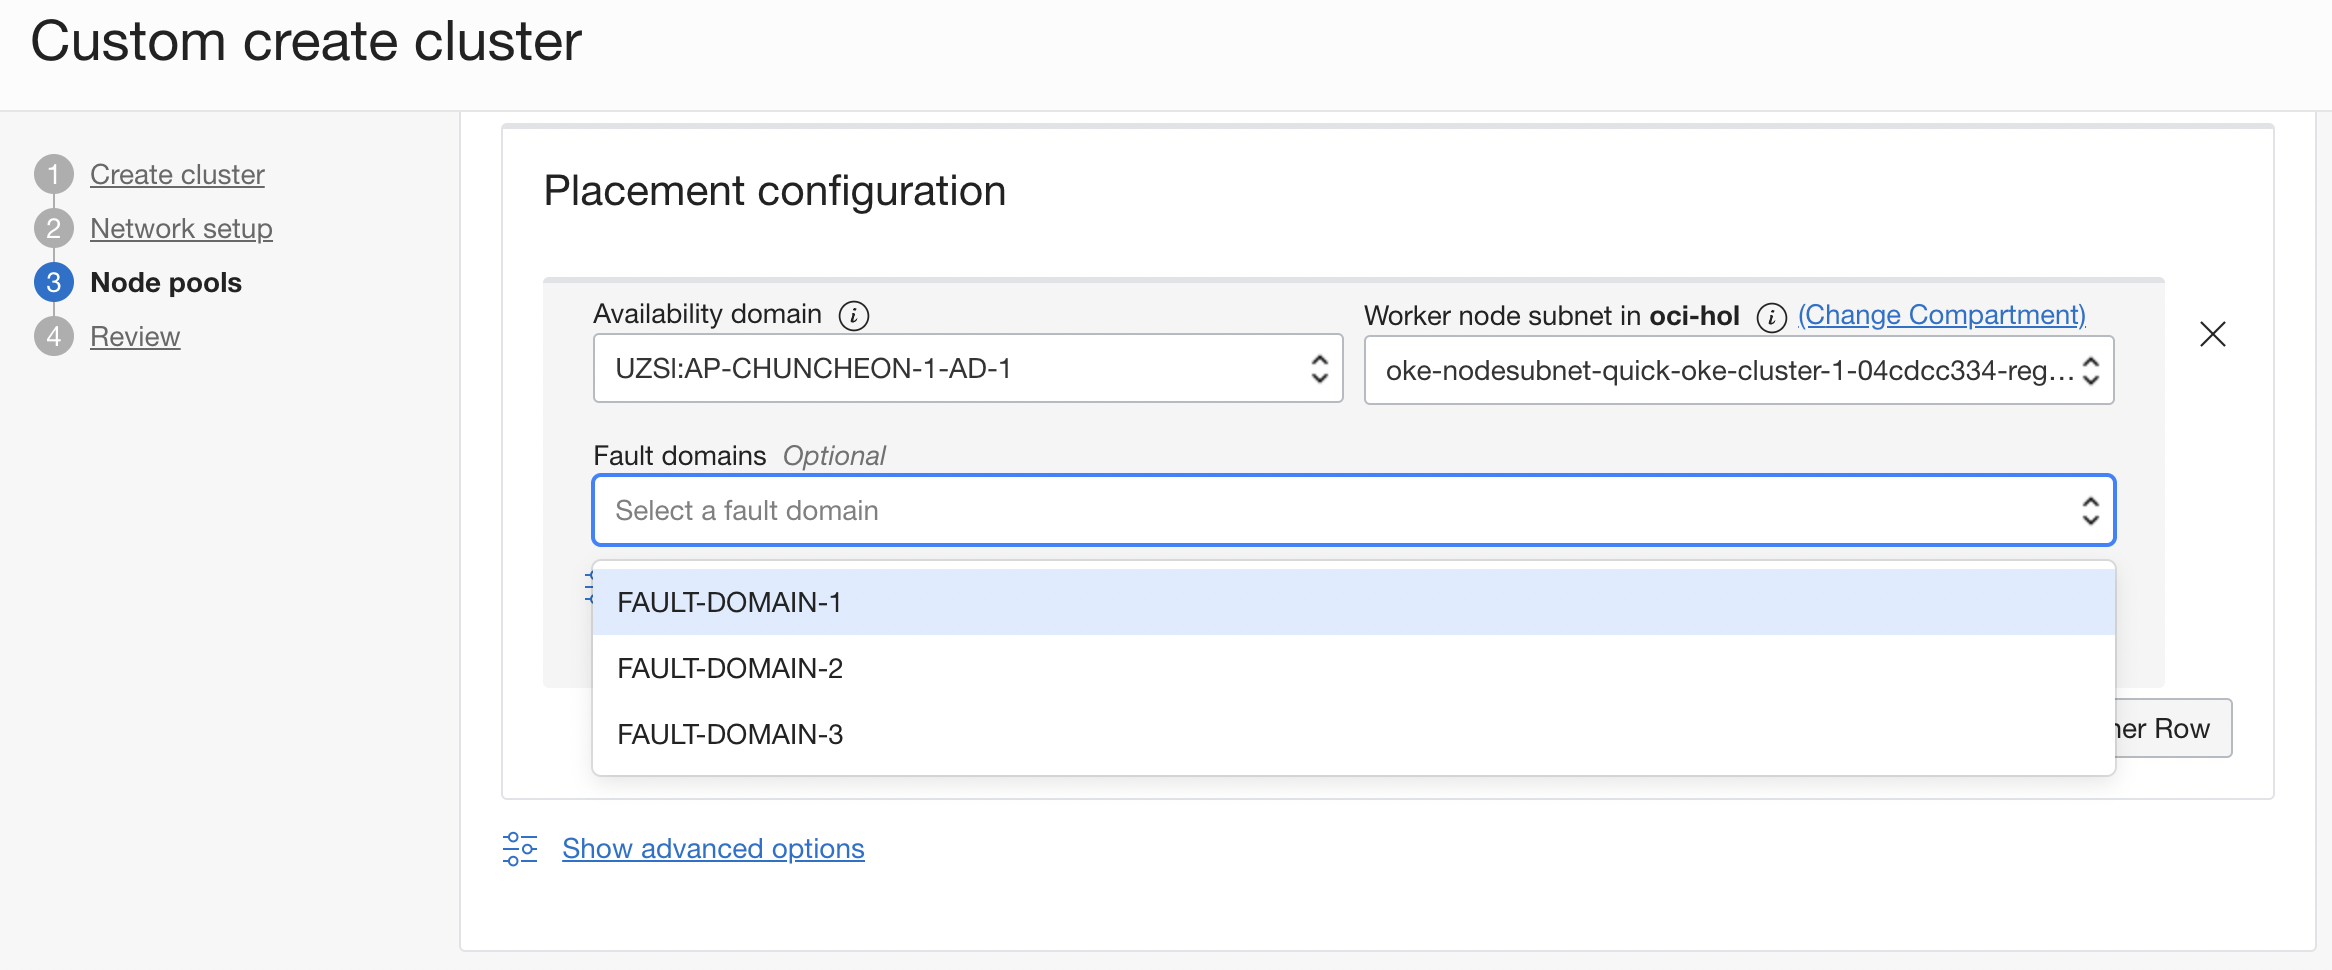 Custom create cluster
1 Create cluster
2 Network setup
3 Node pools
4 Review
Placement configuration
Availability domain i
Worker node subnet in oci-hol i (Change Compartment)
UZSI:AP-CHUNCHEON-1-AD-1
oke-nodesubnet-quick-oke-cluster-1-04cdcc334-reg...
Fault domains Optional
Select a fault domain
FAULT-DOMAIN-1
FAULT-DOMAIN-2
FAULT-DOMAIN-3
Row
Show advanced options